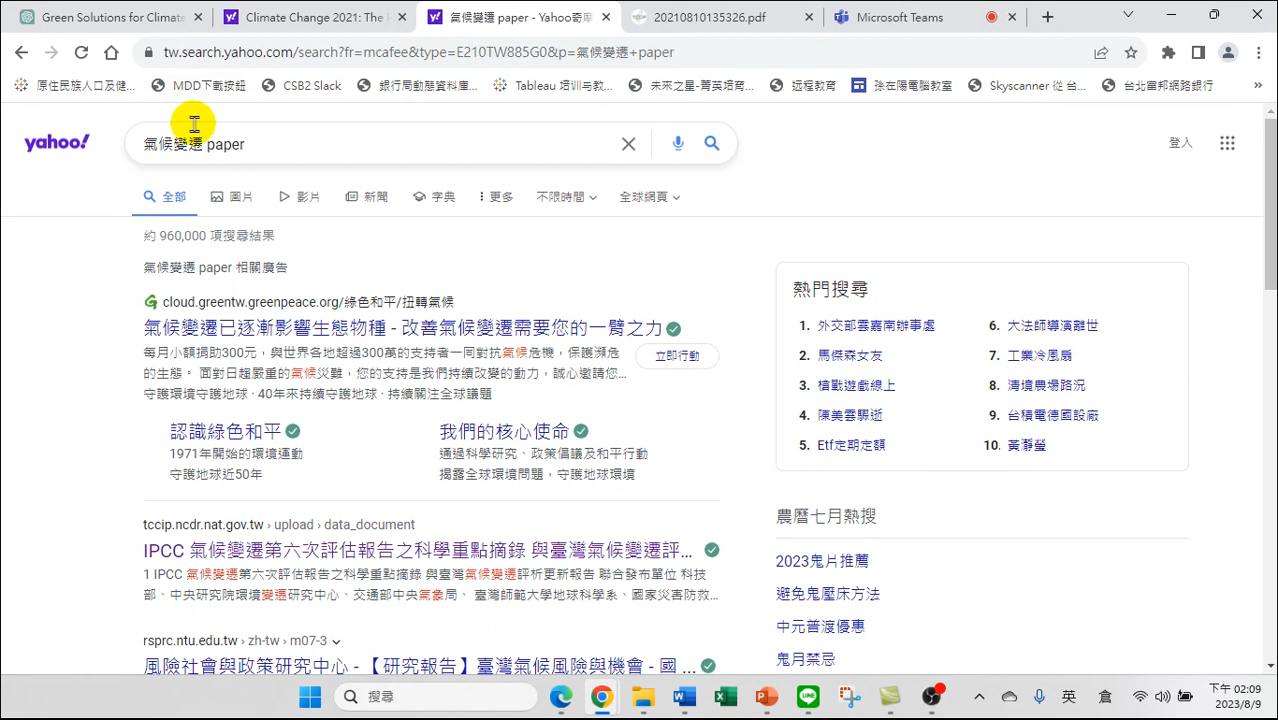 Green Solutions for Climate
Climate Change 2021: The
氣候變遷 paper - Yahoo奇摩
20210810135326.pdf
Microsoft Teams
tw.search.yahoo.com/search?fr=mcafee&type=E210TW885G0&p=氣候變遷+paper
原住民族人口及健...
MDD下載按鈕
CSB2 Slack
銀行局動態資料庫...
Tableau 培训与教...
未來之星-菁英培育...
远程教育
孫在陽電腦教室
Skyscanner 從 台...
台北富邦網路銀行
yahoo!
氣候變遷 paper
登入
全部
圖片
影片
新聞
字典
更多
不限時間
全球網頁
約 960,000 項搜尋結果
氣候變遷 paper 相關廣告
cloud.greentw.greenpeace.org/綠色和平/扭轉氣候
氣候變遷已逐漸影響生態物種 - 改善氣候變遷需要您的一臂之力
每月小額捐助300元，與世界各地超過300萬的支持者一同對抗氣候危機，保護瀕危
的生態。 面對日趨嚴重的氣候災難，您的支持是我們持續改變的動力，誠心邀請您...
守護環境守護地球 · 40年來持續守護地球 · 持續關注全球議題
立即行動
認識綠色和平
1971年開始的環境運動
守護地球近50年
我們的核心使命
通過科學研究、政策倡議及和平行動
揭露全球環境問題，守護地球環境
tccip.ncdr.nat.gov.tw › upload › data_document
IPCC 氣候變遷第六次評估報告之科學重點摘錄 與臺灣氣候變遷評...
1 IPCC 氣候變遷第六次評估報告之科學重點摘錄 與臺灣氣候變遷評析更新報告 聯合發布單位 科技
部、中央研究院環境變遷研究中心、交通部中央氣象局、 臺灣師範大學地球科學系、國家災害防救...
rsprc.ntu.edu.tw › zh-tw › m07-3
風險社會與政策研究中心 - 【研究報告】臺灣氣候風險與機會 - 國 ...
熱門搜尋
1. 外交部雲嘉南辦事處
2. 馬傑森女友
3. 槍戰遊戲線上
4. 陳美雲驟逝
5. Etf定期定額
6. 大法師導演離世
7. 工業冷風扇
8. 清境農場路況
9. 台積電德國設廠
10. 黃瀞瑩
農曆七月熱搜
2023鬼片推薦
避免鬼壓床方法
中元普渡優惠
鬼月禁忌
搜尋
英
下午 02:09
2023/8/9